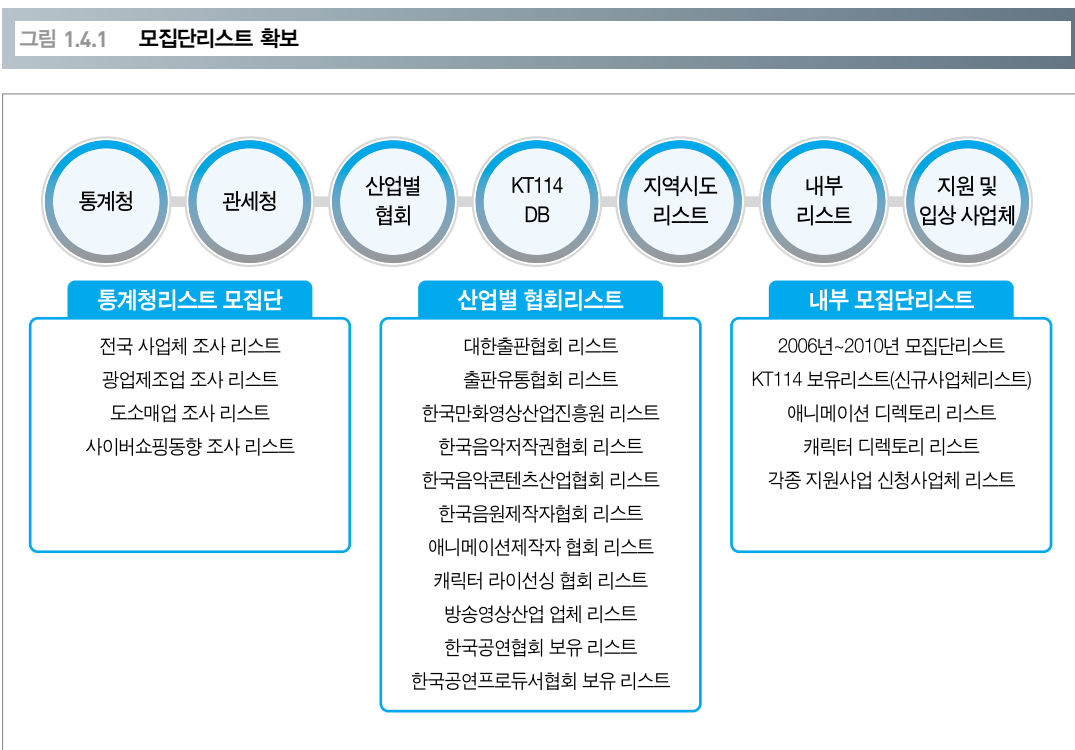 그림 1.4.1 모집단리스트 확보
통계청
관세청
산업별
협회
KT114
DB
지역시도
리스트
내부
리스트
지원 및
입상 사업체
통계청리스트 모집단
전국 사업체 조사 리스트
광업제조업 조사 리스트
도소매업 조사 리스트
사이버쇼핑동향 조사 리스트
산업별 협회리스트
대한출판협회 리스트
출판유통협회 리스트
한국만화영상산업진흥원 리스트
한국음악저작권협회 리스트
한국음악콘텐츠산업협회 리스트
한국음원제작자협회 리스트
애니메이션제작자 협회 리스트
캐릭터 라이선싱 협회 리스트
방송영상산업 업체 리스트
한국공연협회 보유 리스트
한국공연프로듀서협회 보유 리스트
내부 모집단리스트
2006년~2010년 모집단리스트
KT114 보유리스트(신규사업체리스트)
애니메이션 디렉토리 리스트
캐릭터 디렉토리 리스트
각종 지원사업 신청사업체 리스트